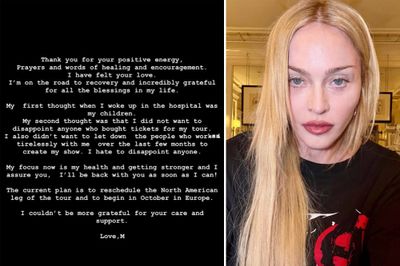 Thank you for your positive energy,
Prayers and words of healing and encouragement.
I have felt your love.
I'm on the road to recovery and incredibly grateful
for all the blessings in my life.
My first thought when I woke up in the hospital was
my children.
My second thought was that I did not want to
disappoint anyone who bought tickets for my tour.
I also didn't want to let down the people who worked
tirelessly with me over the last few months to
create my show. I hate to disappoint anyone.
My focus now is my health and getting stronger and I
assure you, I'll be back with you as soon as I can!
The current plan is to reschedule the North American
leg of the tour and to begin in October in Europe.
I couldn't be more grateful for your care and
support.
Love,M